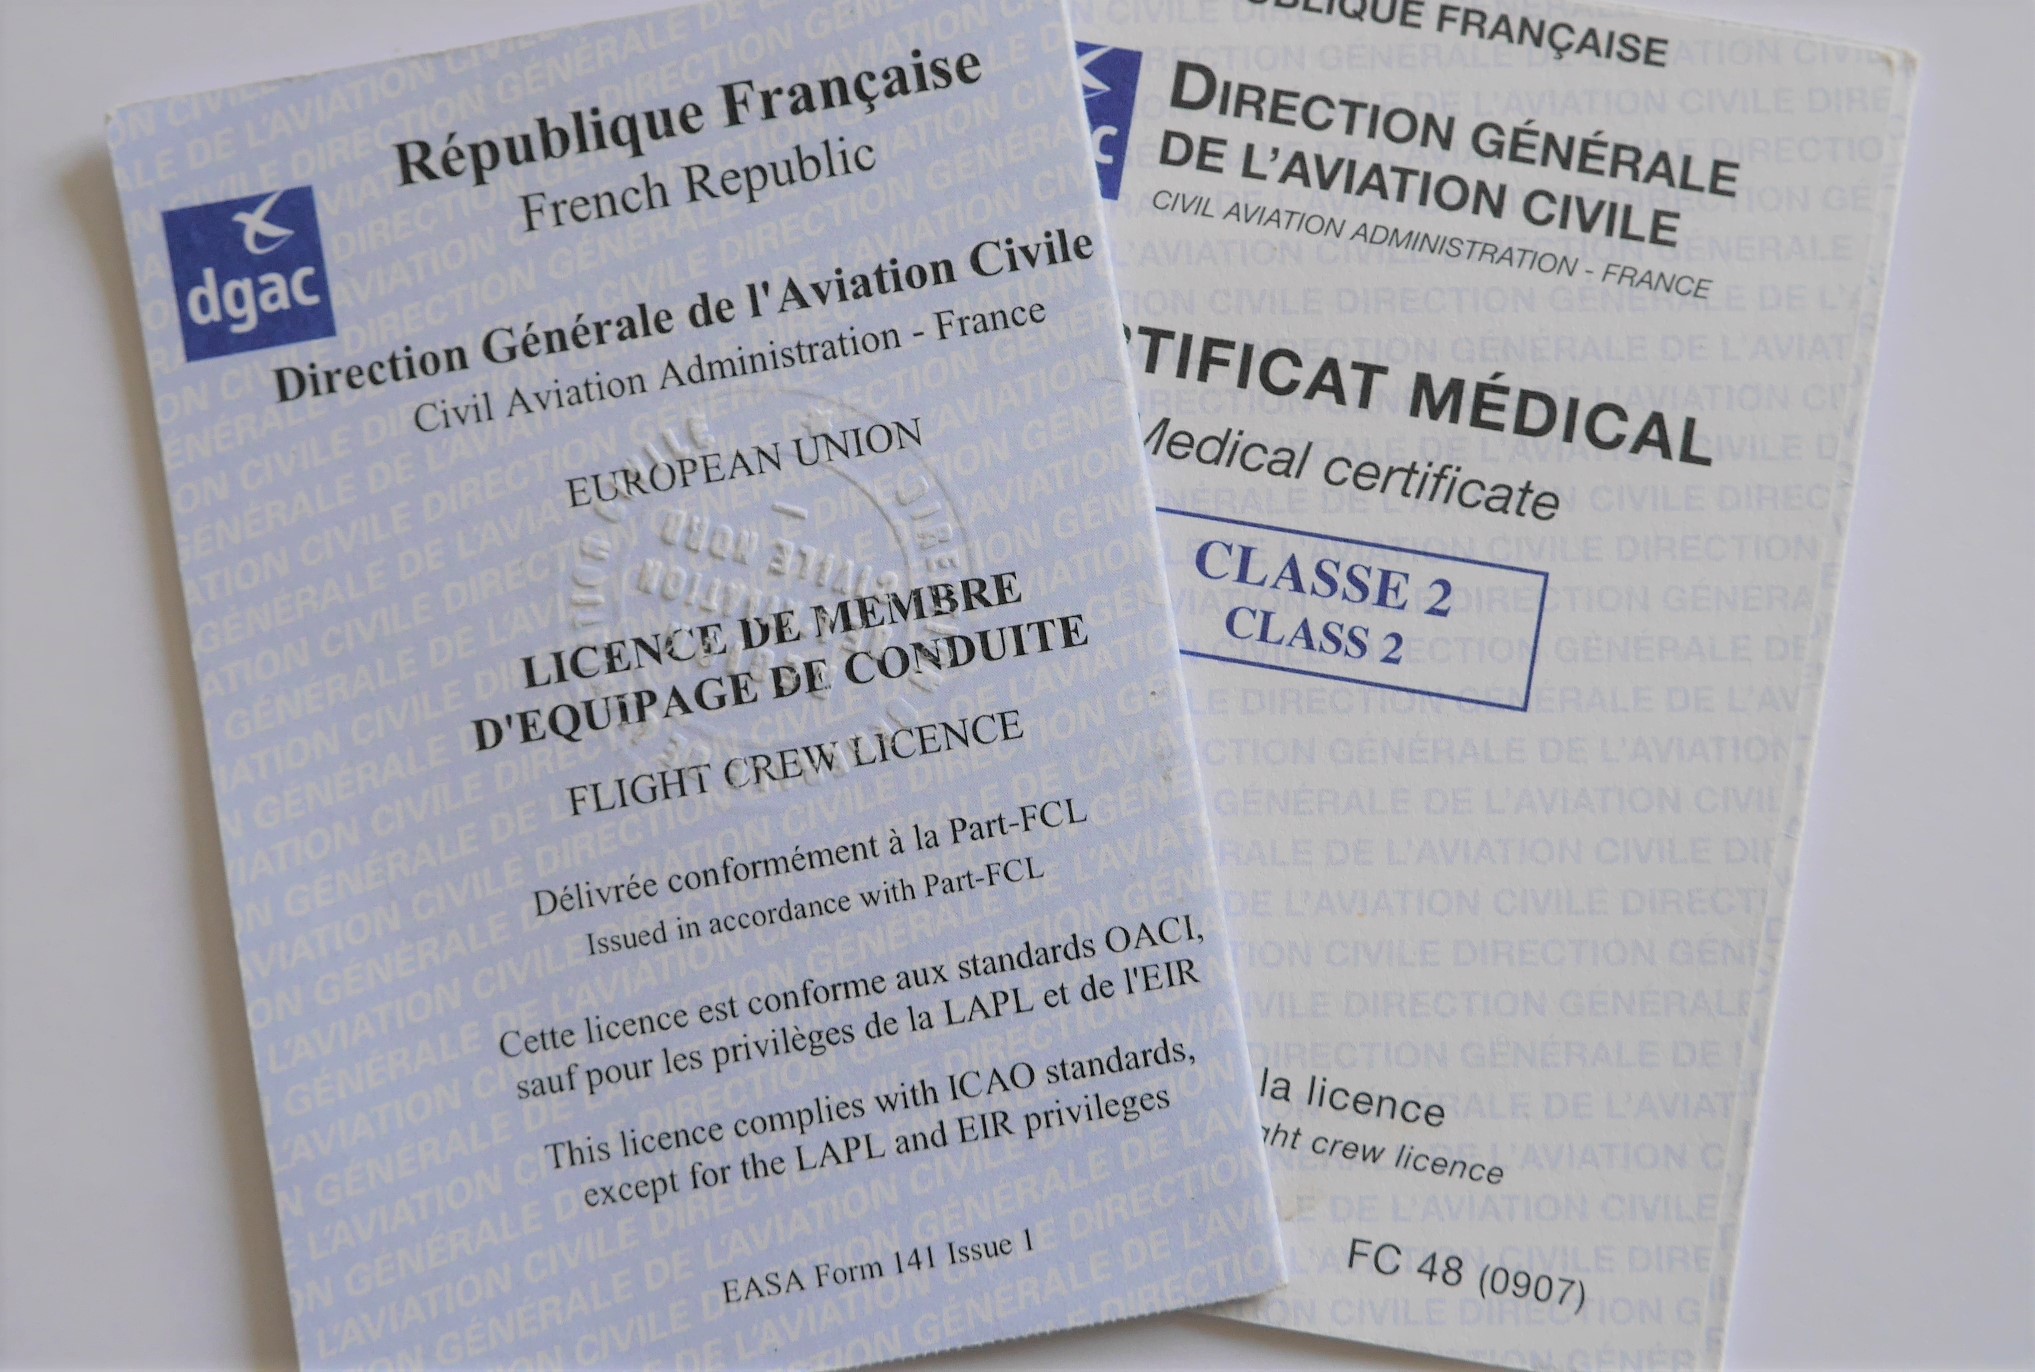 République Française
French Republic
dgac
Direction Générale de l'Aviation Civile
Civil Aviation Administration - France
EUROPEAN UNION
LICENCE DE MEMBRE
D'EQUIPAGE DE CONDUITE
FLIGHT CREW LICENCE
Délivrée conformément à la Part-FCL
Issued in accordance with Part-FCL
Cette licence est conforme aux standards OACI,
sauf pour les privilèges de la LAPL et de l'EIR
This licence complies with ICAO standards,
except for the LAPL and EIR privileges
EASA Form 141 Issue 1
FRANÇAISE
DIRECTION GÉNÉRALE
DE L'AVIATION CIVILE
CIVIL AVIATION ADMINISTRATION - FRANCE
TIFICAT MÉDICAL
Medical certificate
CLASSE 2
CLASS 2
la licence
ht crew licence
FC 48 (0907)